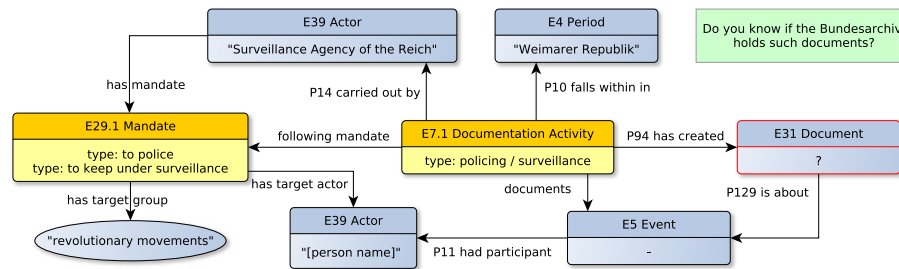 E39 Actor
"Surveillance Agency of the Reich"
E4 Period
"Weimarer Republik"
Do you know if the Bundesarchiv
holds such documents?
has mandate
P14 carried out by
P10 falls within in
E29.1 Mandate
type: to police
type: to keep under surveillance
following mandate
E7.1 Documentation Activity
type: policing / surveillance
P94 has created
E31 Document
?
has target group
has target actor
documents
P129 is about
"revolutionary movements"
E39 Actor
"[person name]"
P11 had participant
E5 Event
-